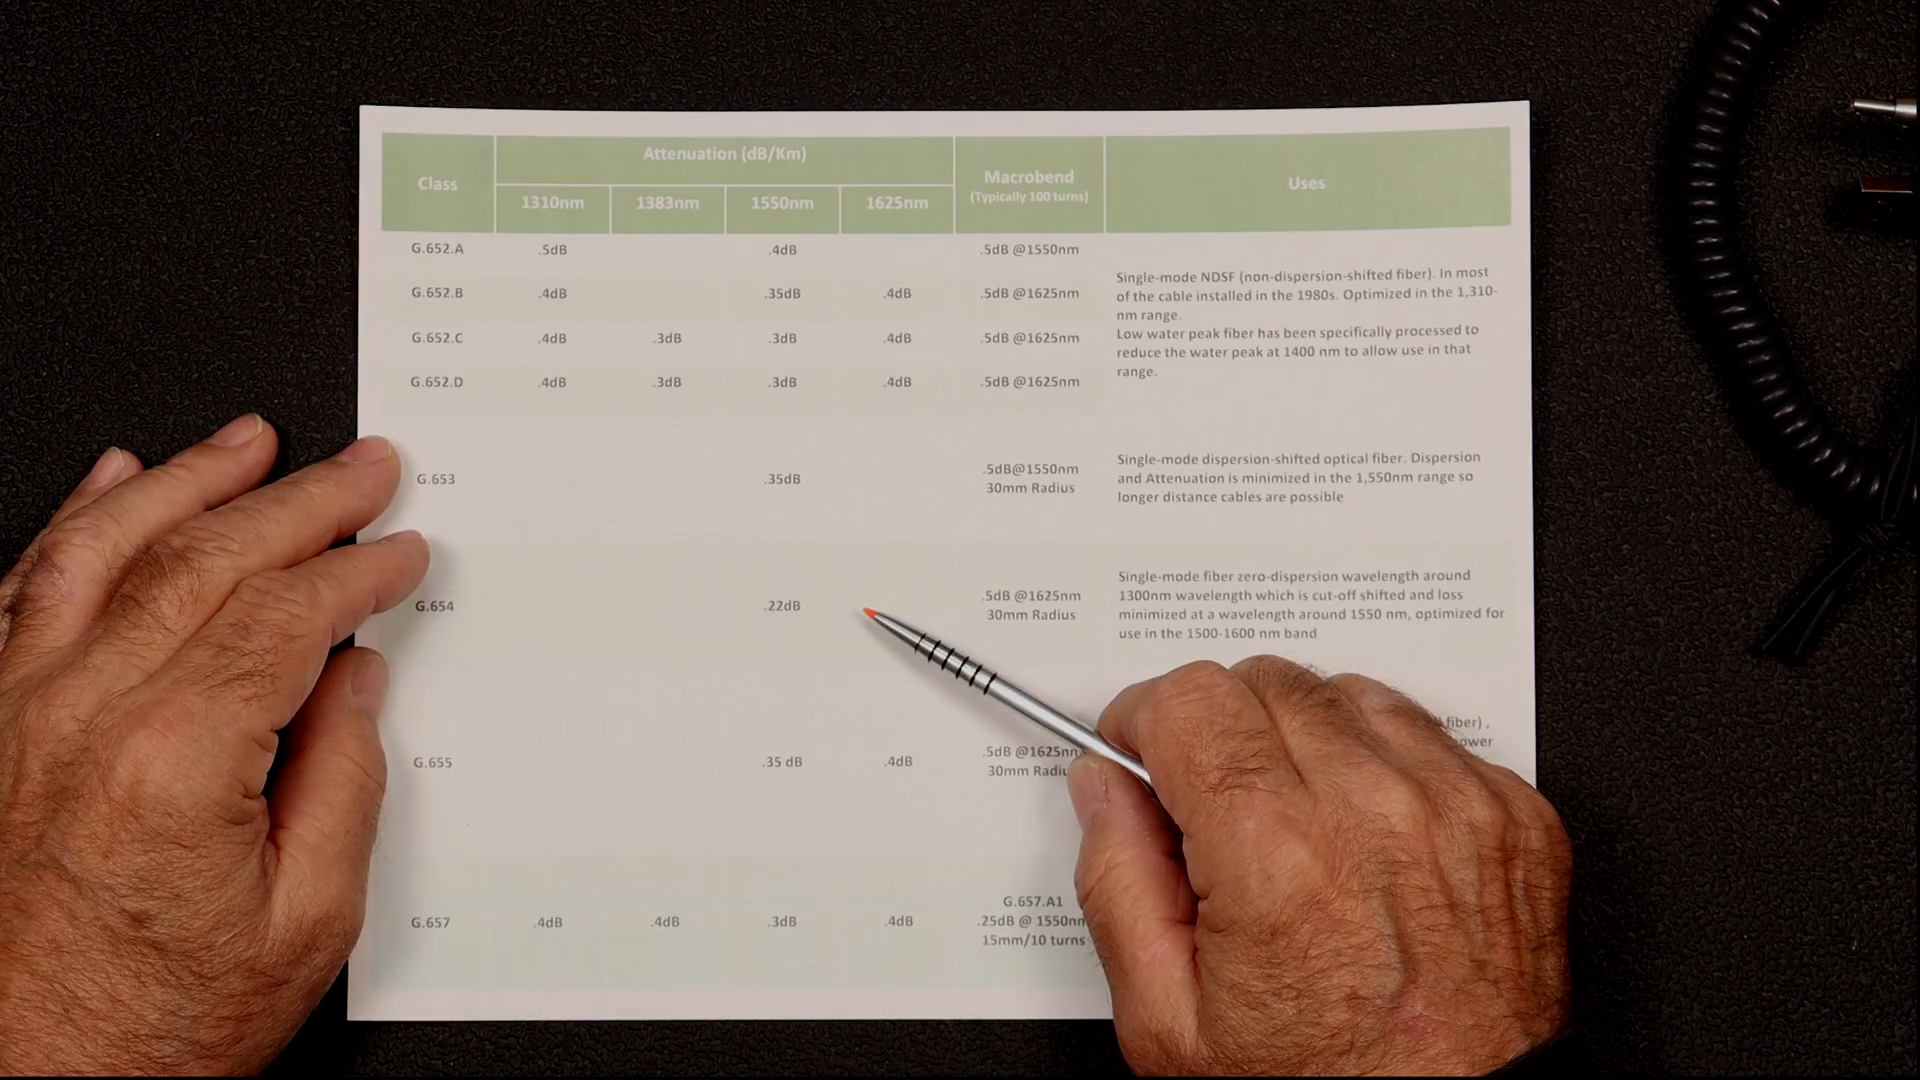 Class
Attenuation (dB/Km)
1310nm 1383nm 1550nm 1625nm
Macrobend
(Typically 100 turns)
Uses
G.652.A .5dB .4dB .5dB @1550nm
G.652.B .4dB .35dB .4dB .5dB @1625nm
G.652.C .4dB .3dB .3dB .4dB .5dB @1625nm
G.652.D .4dB .3dB .3dB .4dB .5dB @1625nm
Single-mode NDSF (non-dispersion-shifted fiber). In most
of the cable installed in the 1980s. Optimized in the 1,310-
nm range.
Low water peak fiber has been specifically processed to
reduce the water peak at 1400 nm to allow use in that
range.
G.653 .35dB
.5dB@1550nm
30mm Radius
Single-mode dispersion-shifted optical fiber. Dispersion
and Attenuation is minimized in the 1,550nm range so
longer distance cables are possible
G.654 .22dB
.5dB @1625nm
30mm Radius
Single-mode fiber zero-dispersion wavelength around
1300nm wavelength which is cut-off shifted and loss
minimized at a wavelength around 1550 nm, optimized for
use in the 1500-1600 nm band
G.655 .35 dB .4dB
.5dB @1625nm
30mm
fiber) ,
G.657 .4dB .4dB .3dB .4dB
G.657.A1
.25dB @ 1550nm
15mm/10 turns